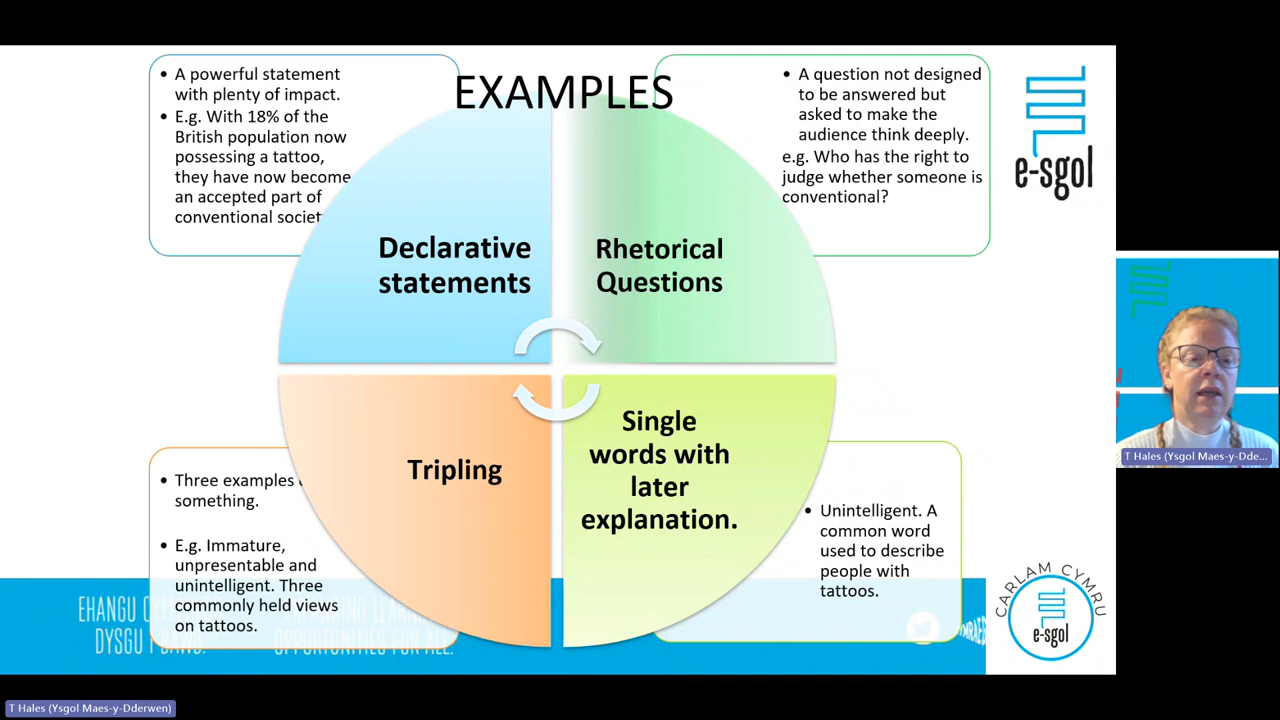 EXAMPLES
A powerful statement
with plenty of impact.
E.g. With 18% of the
British population now
possessing a tattoo,
they have now become
an accepted part of
conventional
A question not designed
to be answered but
asked to make the
audience think deeply.
e.g. Who has the right to
judge whether someone is
conventional?
e-sgol
Declarative
statements
Rhetorical
Questions
Tripling
Single
words with
later
explanation.
Three examples
something.
E.g. Immature,
unpresentable and
unintelligent. Three
commonly held views
on tattoos.
Unintelligent. A
common word
used to describe
people with
tattoos.
EHANGU
DYSGU
OPPORTUNITIES FOR ALL.
CARLAM CYMRU
e-sgol
T Hales (Ysgol Maes-y-Dde...
T Hales (Ysgol Maes-y-Dderwen)